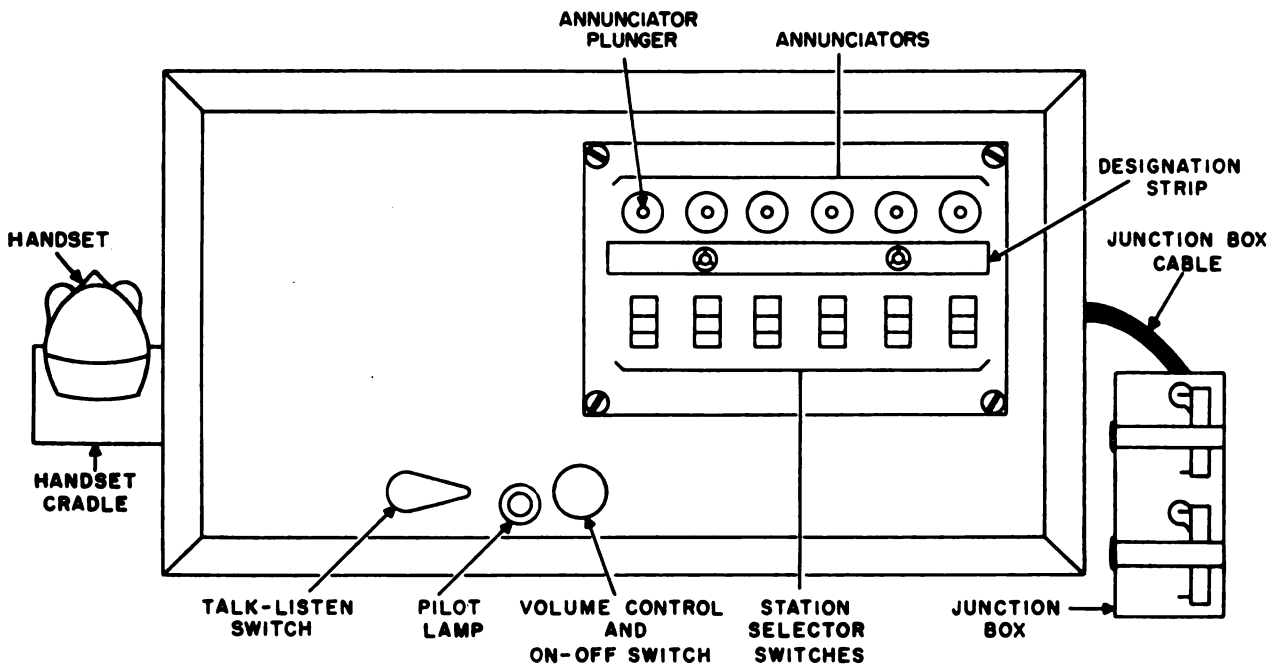 ANNUNCIATOR
PLUNGER
ANNUNCIATORS
DESIGNATION
STRIP
HANDSET
JUNCTION BOX
CABLE
HANDSET
CRADLE
TALK-LISTEN
SWITCH
PILOT
LAMP
VOLUME CONTROL
AND
ON-OFF SWITCH
STATION
SELECTOR
SWITCHES
JUNCTION
BOX